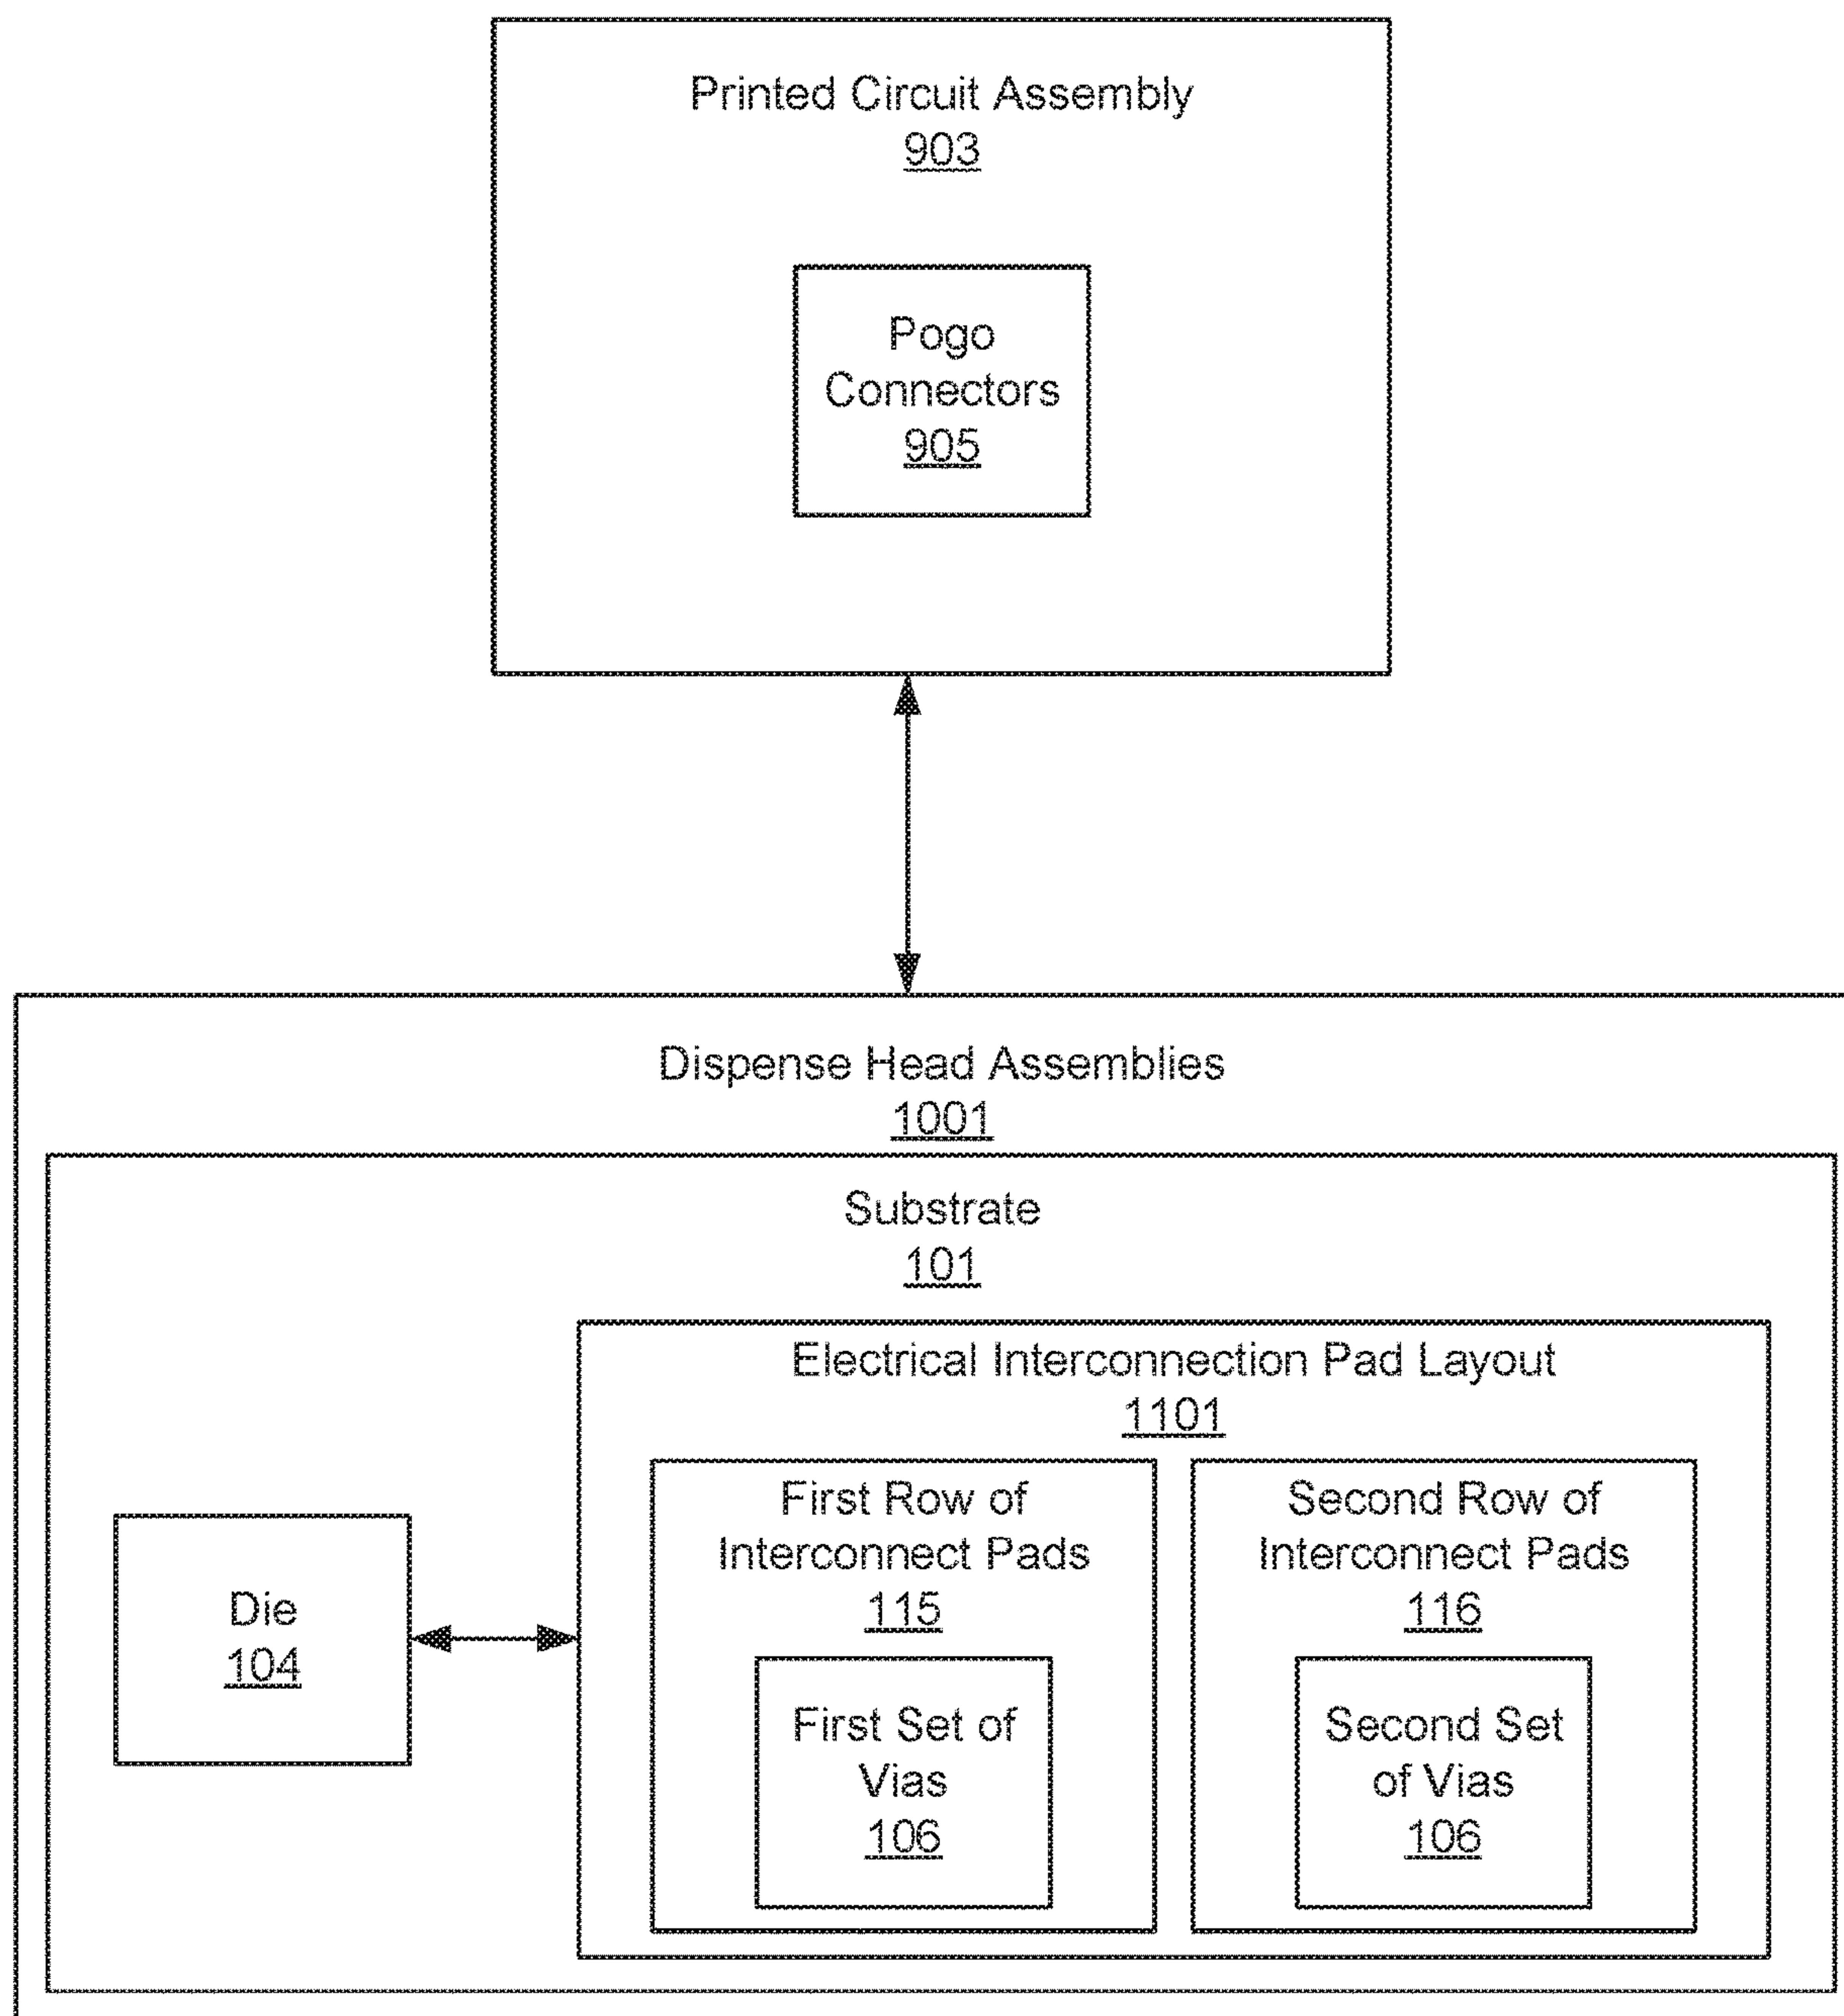 Printed Circuit Assembly
903
Pogo
Connectors
905
Dispense Head Assemblies
1001
Substrate
101
Electrical Interconnection Pad Layout
1101
First Row of
Interconnect Pads
115
Second Row of
Interconnect Pads
116
Die
104
First Set of
Vias
106
Second Set
of Vias
106